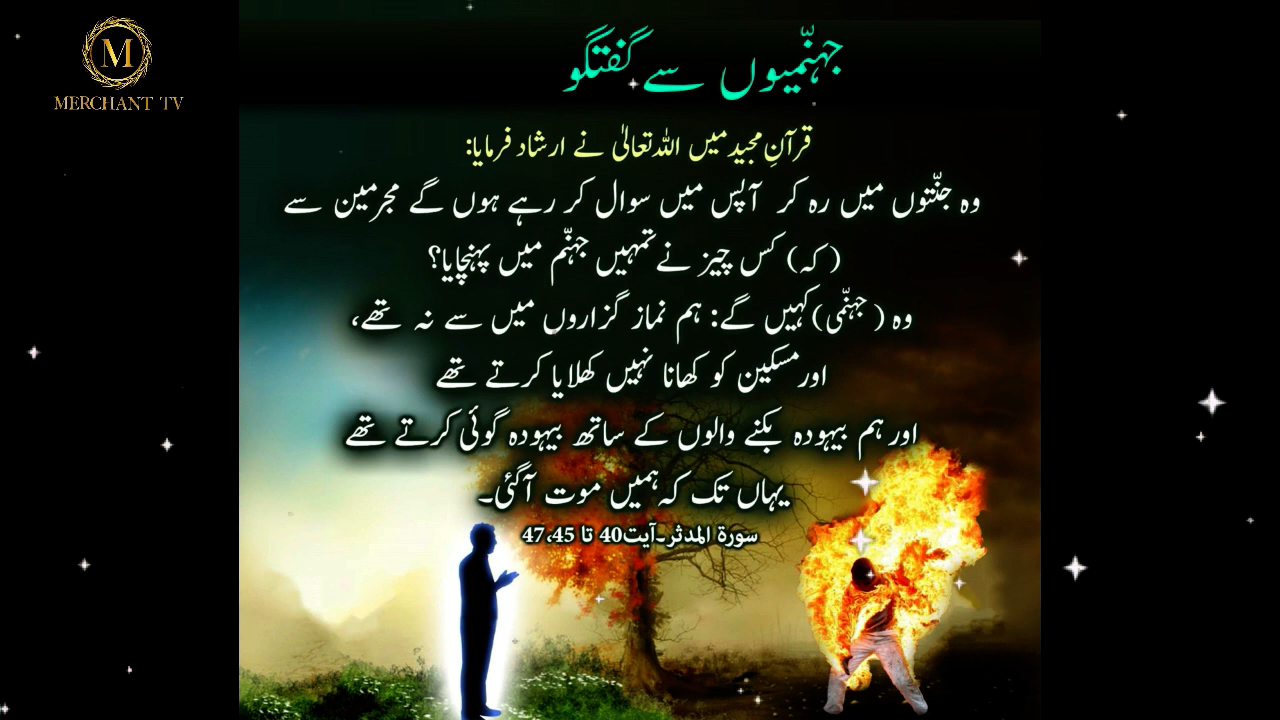 M
MERCHANT TV
جہنّمیوں سے گفتگو
قرآنِ مجید میں اللہ تعالیٰ نے ارشاد فرمایا:
وہ جنّتوں میں رہ کر آپس میں سوال کر رہے ہوں گے مجرمین سے
(کہ) کس چیز نے تمہیں جہنّم میں پہنچایا؟
وہ (جہنّمی) کہیں گے: ہم نماز گزاروں میں سے نہ تھے،
اور مسکین کو کھانا نہیں کھلایا کرتے تھے
اور ہم بیہودہ بکنے والوں کے ساتھ بیہودہ گوئی کرتے تھے
یہاں تک کہ ہمیں موت آگئی۔
سورۃ المدثر۔آیت40 تا 47،45